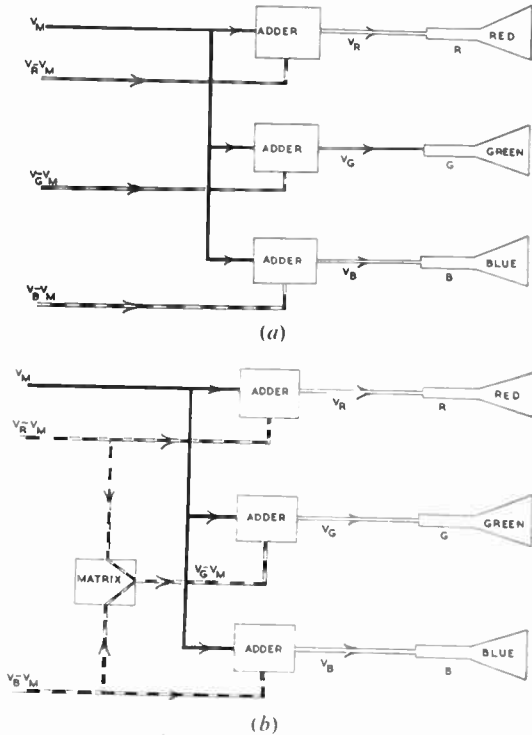 V_M ADDER V_R R RED
V_R-V_M
ADDER V_G G GREEN
V_G-V_M
ADDER V_B B BLUE
V_B-V_M
(a)
V_M ADDER V_R R RED
V_R-V_M
ADDER V_G G GREEN
MATRIX V_G-V_M
ADDER V_B B BLUE
V_B-V_M
(b)